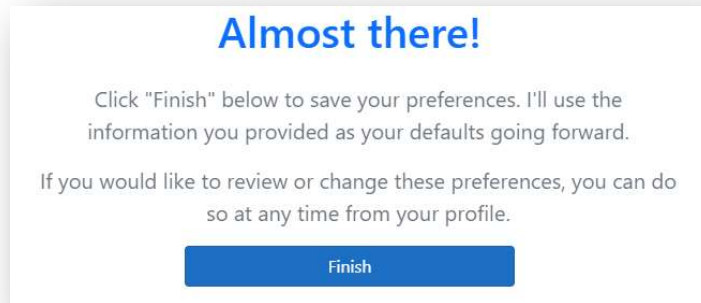 Almost there!
Click "Finish" below to save your preferences. I'll use the
information you provided as your defaults going forward.
If you would like to review or change these preferences, you can do
so at any time from your profile.
Finish